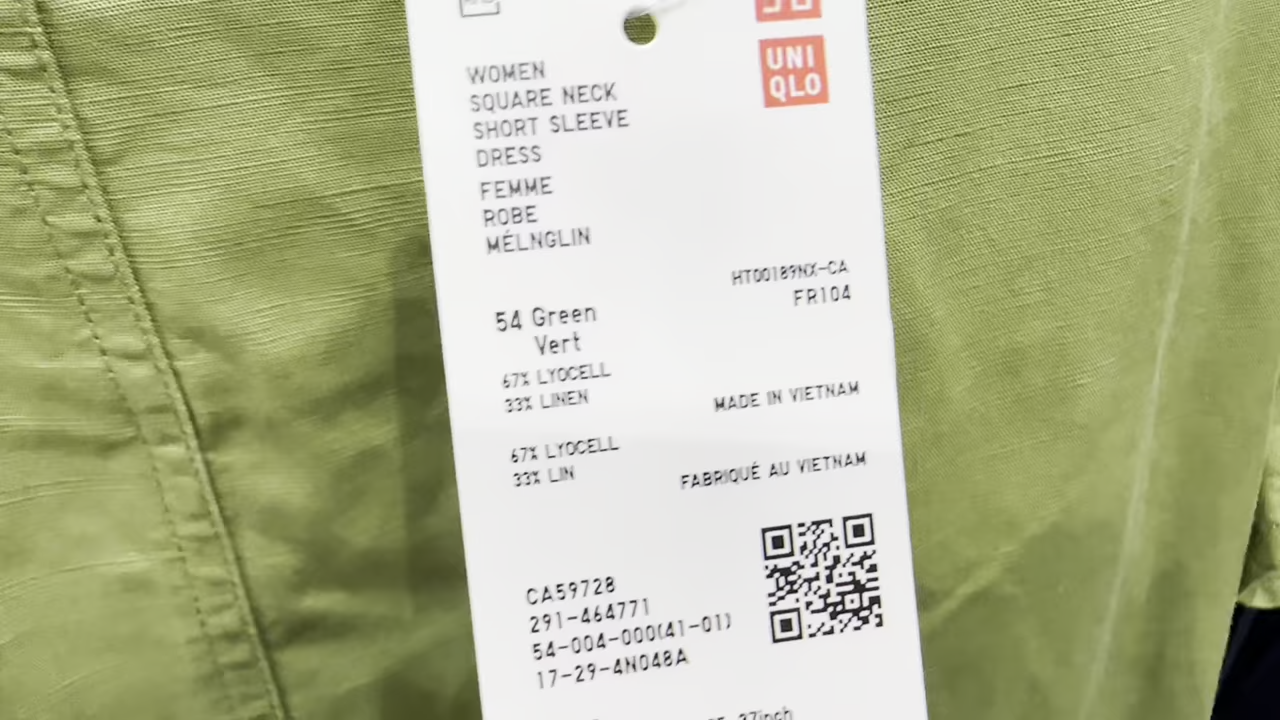 UNI
QLO
WOMEN
SQUARE NECK
SHORT SLEEVE
DRESS
FEMME
ROBE
MÉLNGLIN
HT00189NX-CA
FR104
54 Green
Vert
67% LYOCELL
33% LINEN
MADE IN VIETNAM
67% LYOCELL
33% LIN
FABRIQUÉ AU VIETNAM
CA59728
291-464771
54-004-000(41-01)
17-29-4N048A
37inch